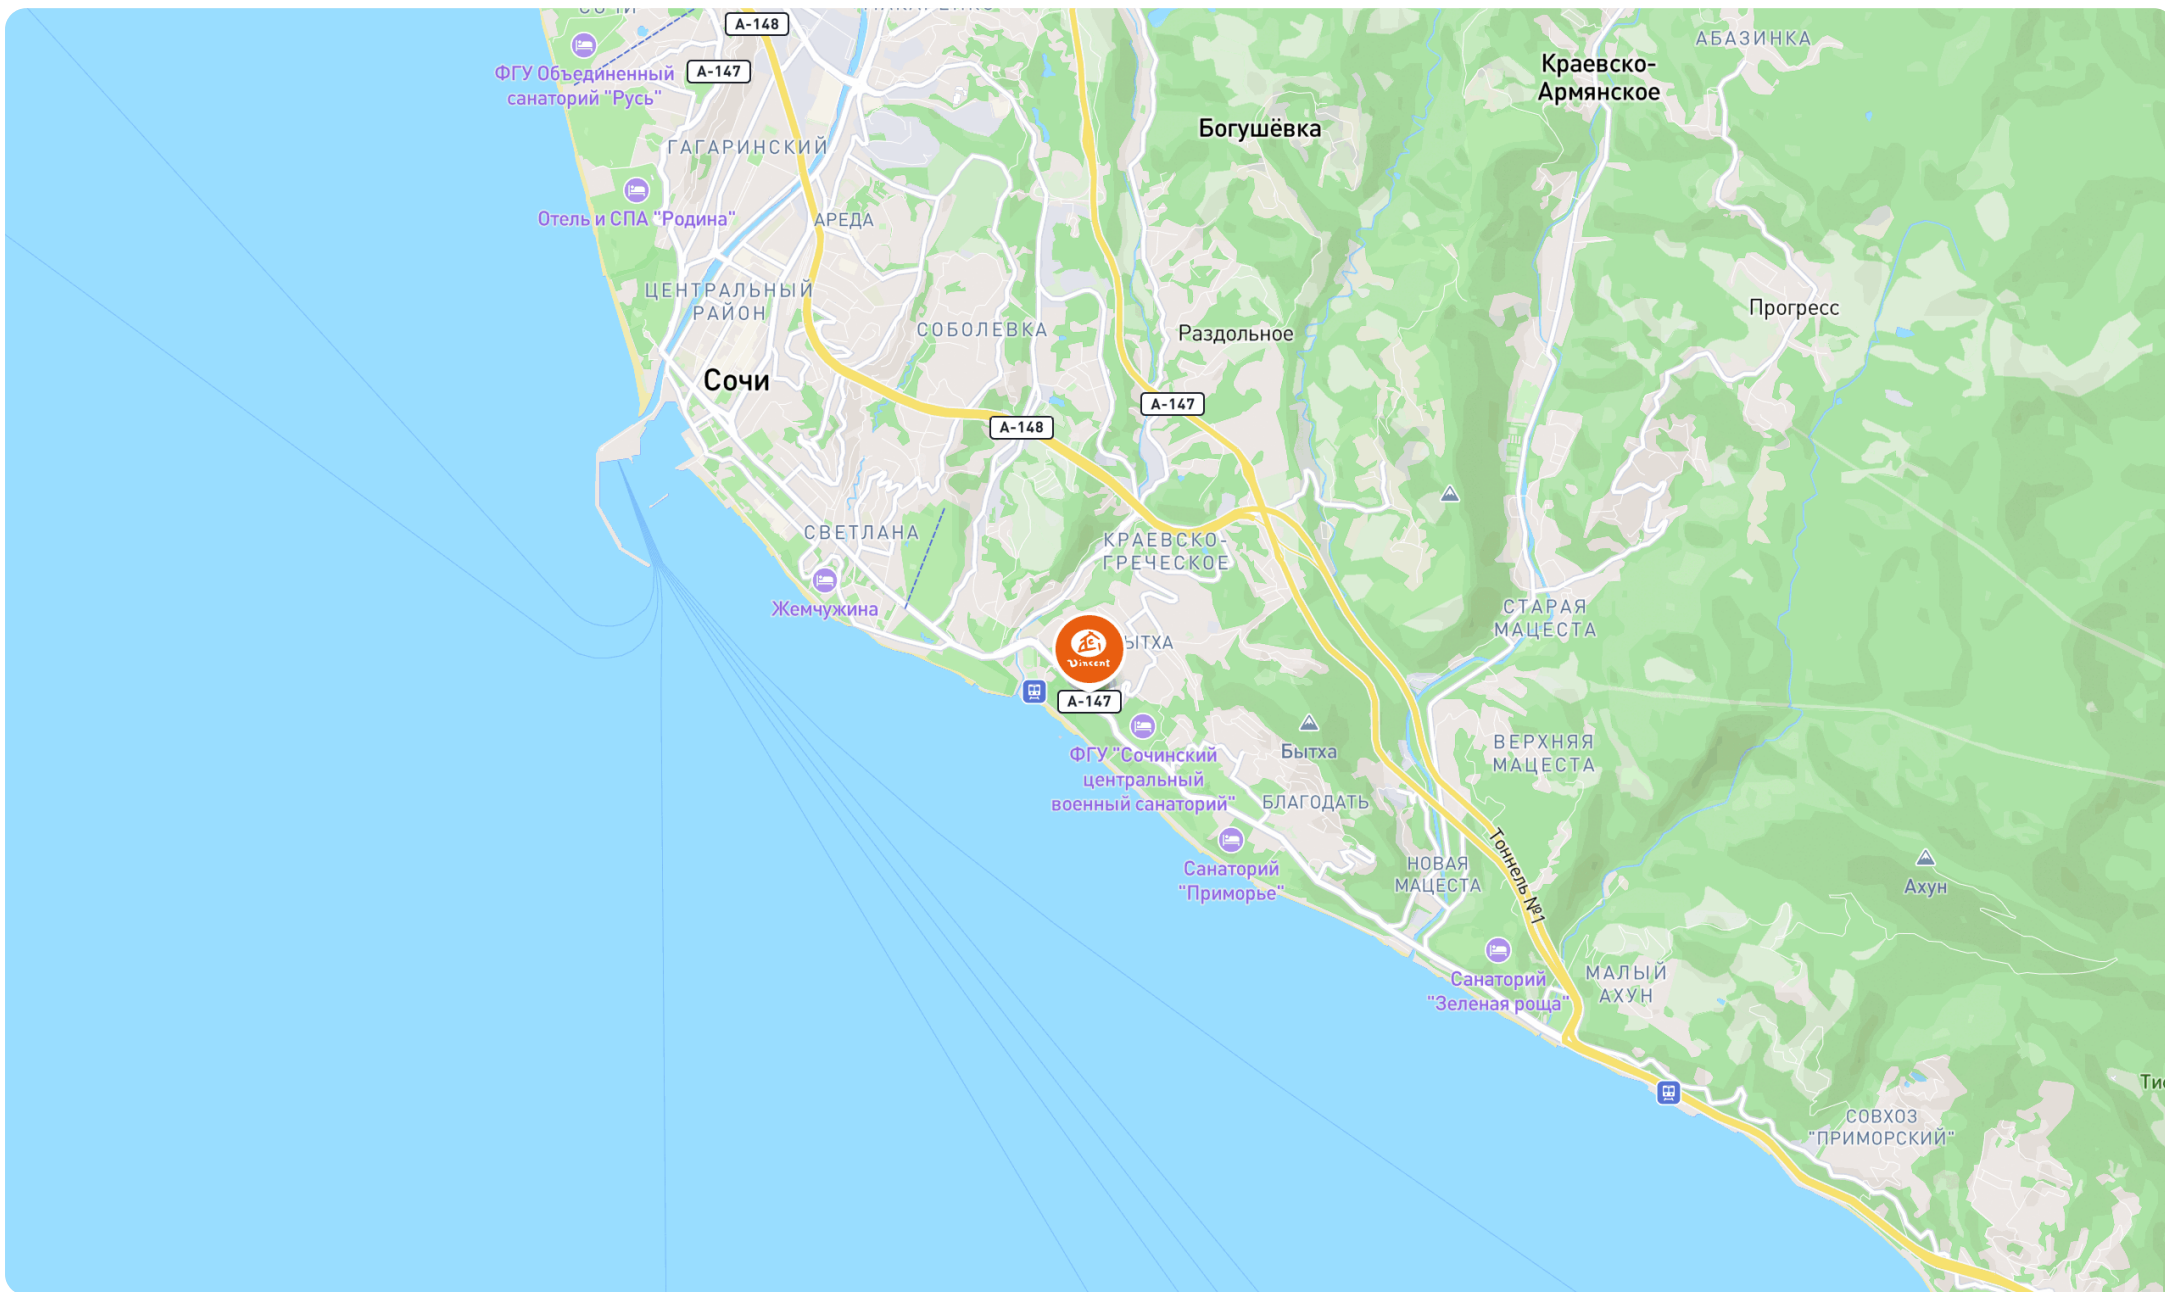 СОЧИ
МАКАРЕНКО
А-148
АБАЗИНКА
Краевско-
Армянское
ФГУ Объединенный
санаторий "Русь"
А-147
Богушёвка
ГАГАРИНСКИЙ
Отель и СПА "Родина"
АРЕДА
ЦЕНТРАЛЬНЫЙ
РАЙОН
СОБОЛЕВКА
Раздольное
Прогресс
Сочи
А-147
А-148
СВЕТЛАНА
КРАЕВСКО-
ГРЕЧЕСКОЕ
Жемчужина
СТАРАЯ
МАЦЕСТА
ЫТХА
Vincent
А-147
ФГУ "Сочинский
центральный
военный санаторий"
Бытха
ВЕРХНЯЯ
МАЦЕСТА
БЛАГОДАТЬ
Санаторий
"Приморье"
НОВАЯ
МАЦЕСТА
Тоннель №1
Ахун
Санаторий
"Зеленая роща"
МАЛЫЙ
АХУН
СОВХОЗ
"ПРИМОРСКИЙ"